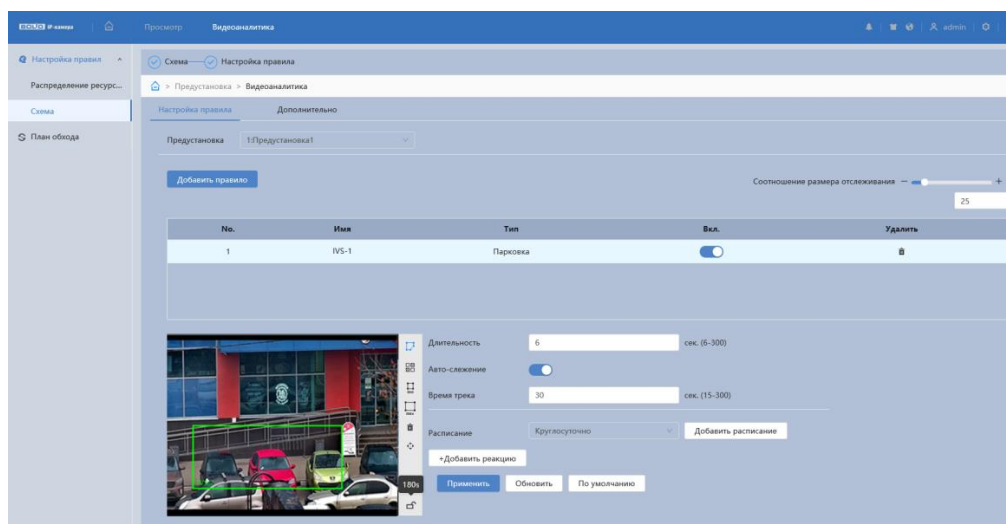 BOLID IP-камера Просмотр Видеоаналитика admin
Настройка правил
Распределение ресурс...
Схема
План обхода
Схема Настройка правила
> Предустановка > Видеоаналитика
Настройка правила Дополнительно
Предустановка 1:Предустановка1
Добавить правило
Соотношение размера отслеживания − +
25
No. Имя Тип Вкл. Удалить
1 IVS-1 Парковка
Длительность 6 сек. (6-300)
Авто-слежение
Время трека 30 сек. (15-300)
Расписание Круглосуточно Добавить расписание
+Добавить реакцию
180s Применить Обновить По умолчанию